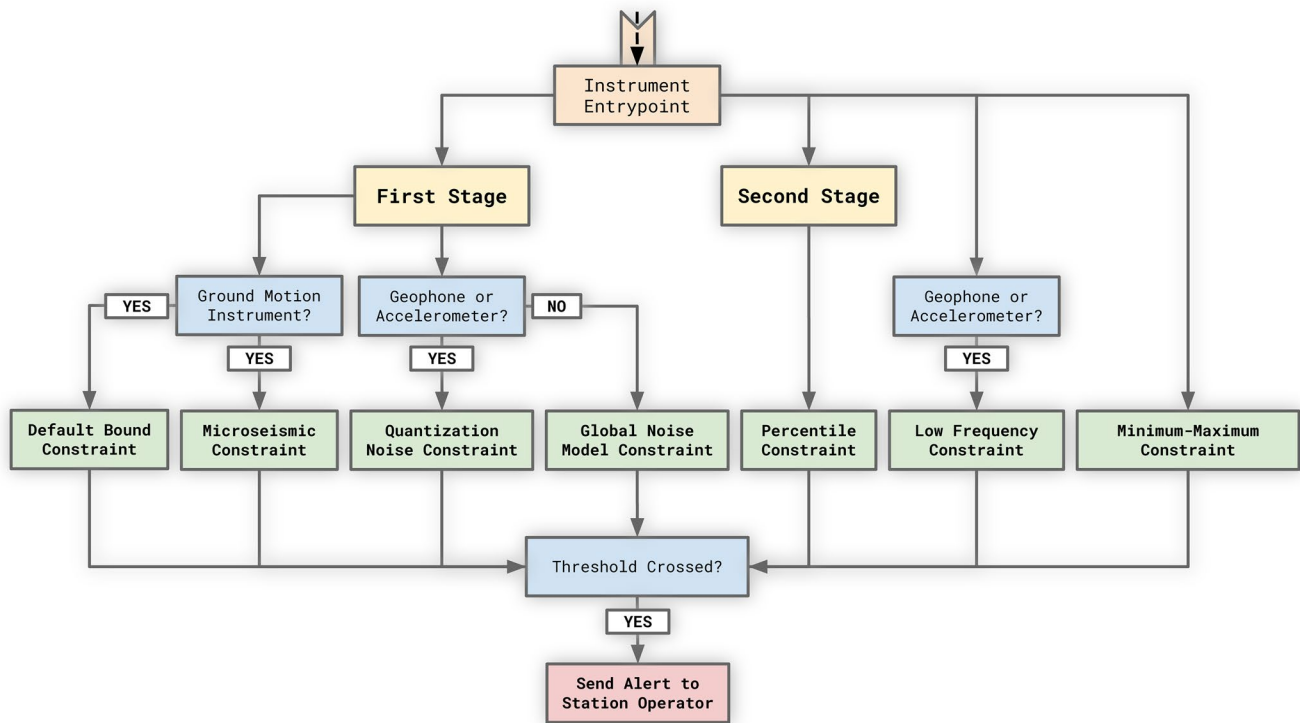 Instrument
Entrypoint
First Stage
Second Stage
YES
Ground Motion
Instrument?
Geophone or
Accelerometer?
NO
Geophone or
Accelerometer?
YES
YES
YES
Default Bound
Constraint
Microseismic
Constraint
Quantization
Noise Constraint
Global Noise
Model Constraint
Percentile
Constraint
Low Frequency
Constraint
Minimum-Maximum
Constraint
Threshold Crossed?
YES
Send Alert to
Station Operator